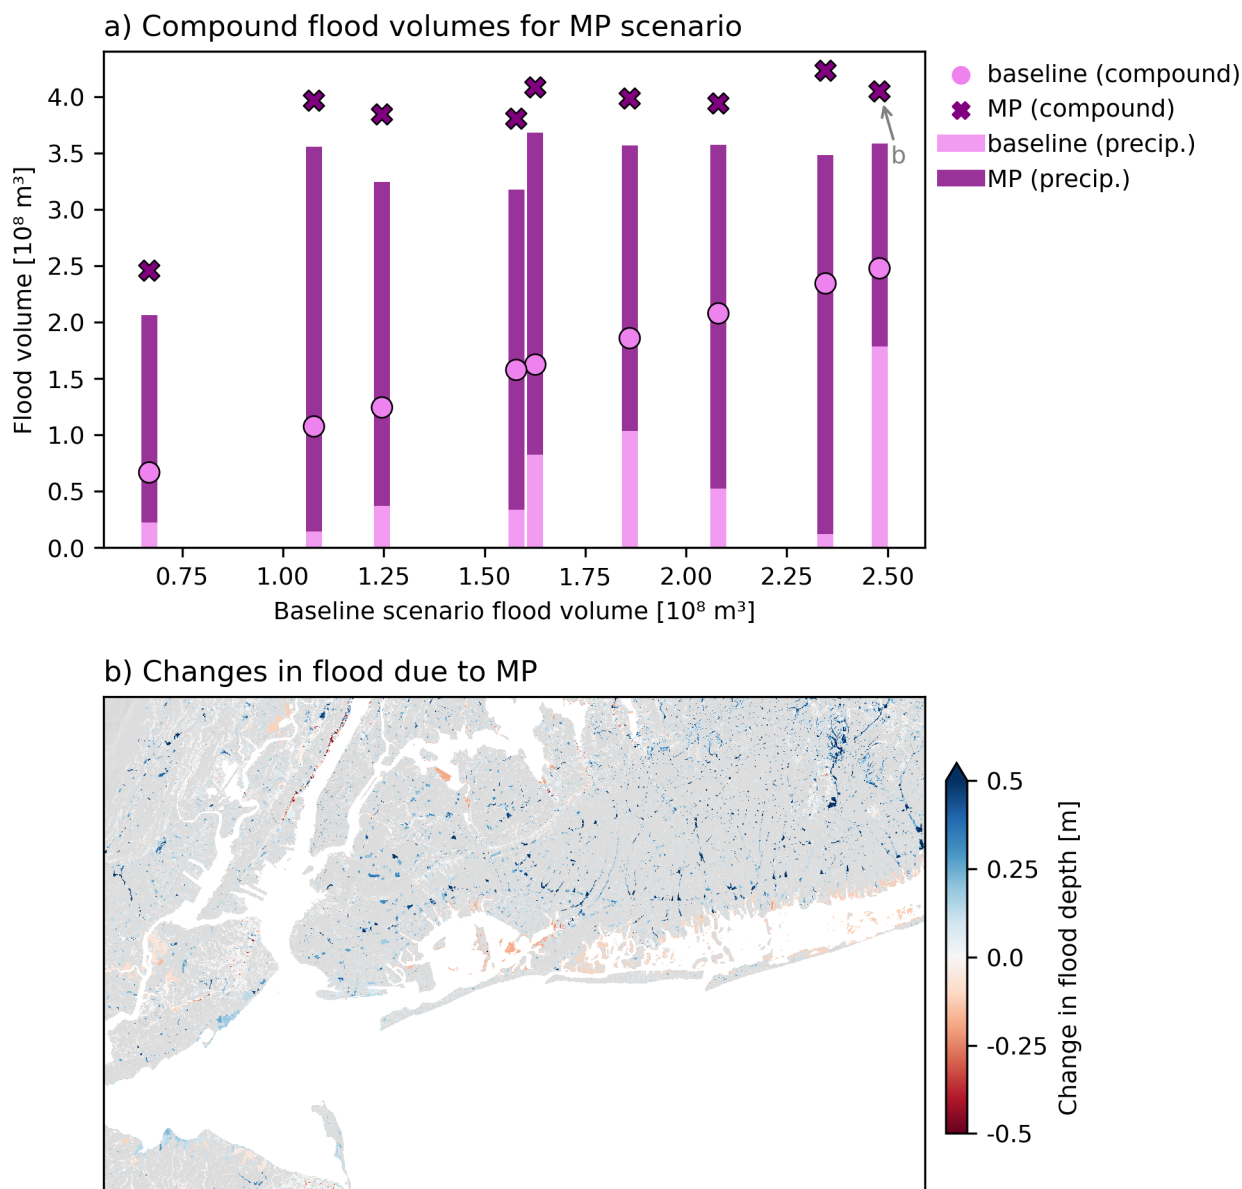 a) Compound flood volumes for MP scenario
4.0
3.5
3.0
2.5
2.0
1.5
1.0
0.5
0.0
Flood volume [10⁸ m³]
b
0.75
1.00
1.25
1.50
1.75
2.00
2.25
2.50
Baseline scenario flood volume [10⁸ m³]
baseline (compound)
MP (compound)
baseline (precip.)
MP (precip.)
b) Changes in flood due to MP
0.5
0.25
0.0
-0.25
-0.5
Change in flood depth [m]